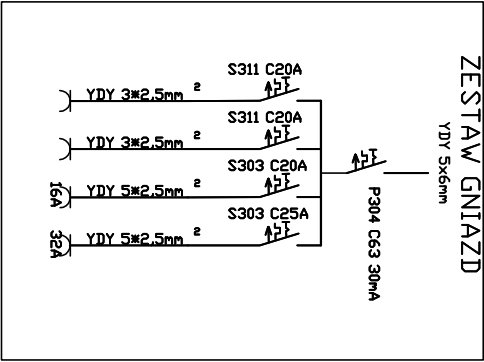 ZESTAW GNIAZD
YDY 5x6mm
P304 C63 30mA
S311 C20A
YDY 3*2,5mm 2
S311 C20A
YDY 3*2,5mm 2
S303 C20A
16A YDY 5*2,5mm 2
S303 C25A
32A YDY 5*2,5mm 2